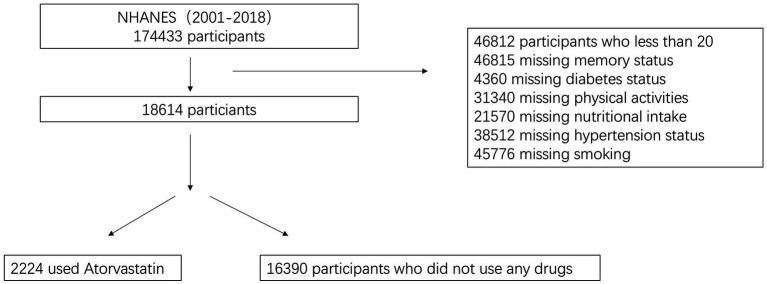 NHANES（2001-2018）
174433 participants
46812 participants who less than 20
46815 missing memory status
4360 missing diabetes status
31340 missing physical activities
21570 missing nutritional intake
38512 missing hypertension status
45776 missing smoking
18614 particiants
2224 used Atorvastatin
16390 participants who did not use any drugs